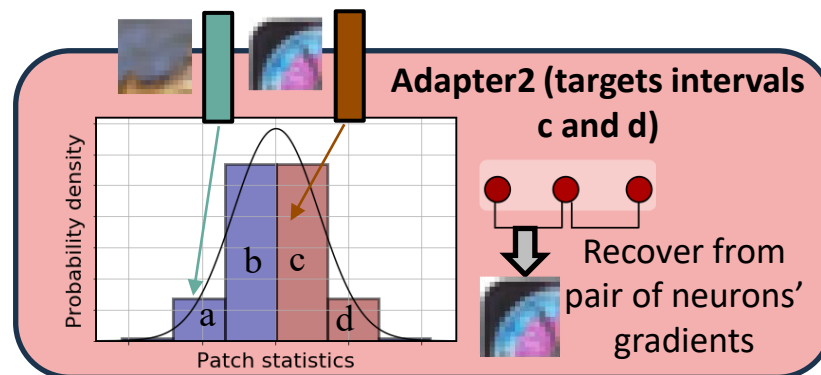 Adapter2 (targets intervals
c and d)
Probability density
a
b
c
d
Patch statistics
Recover from
pair of neurons’
gradients